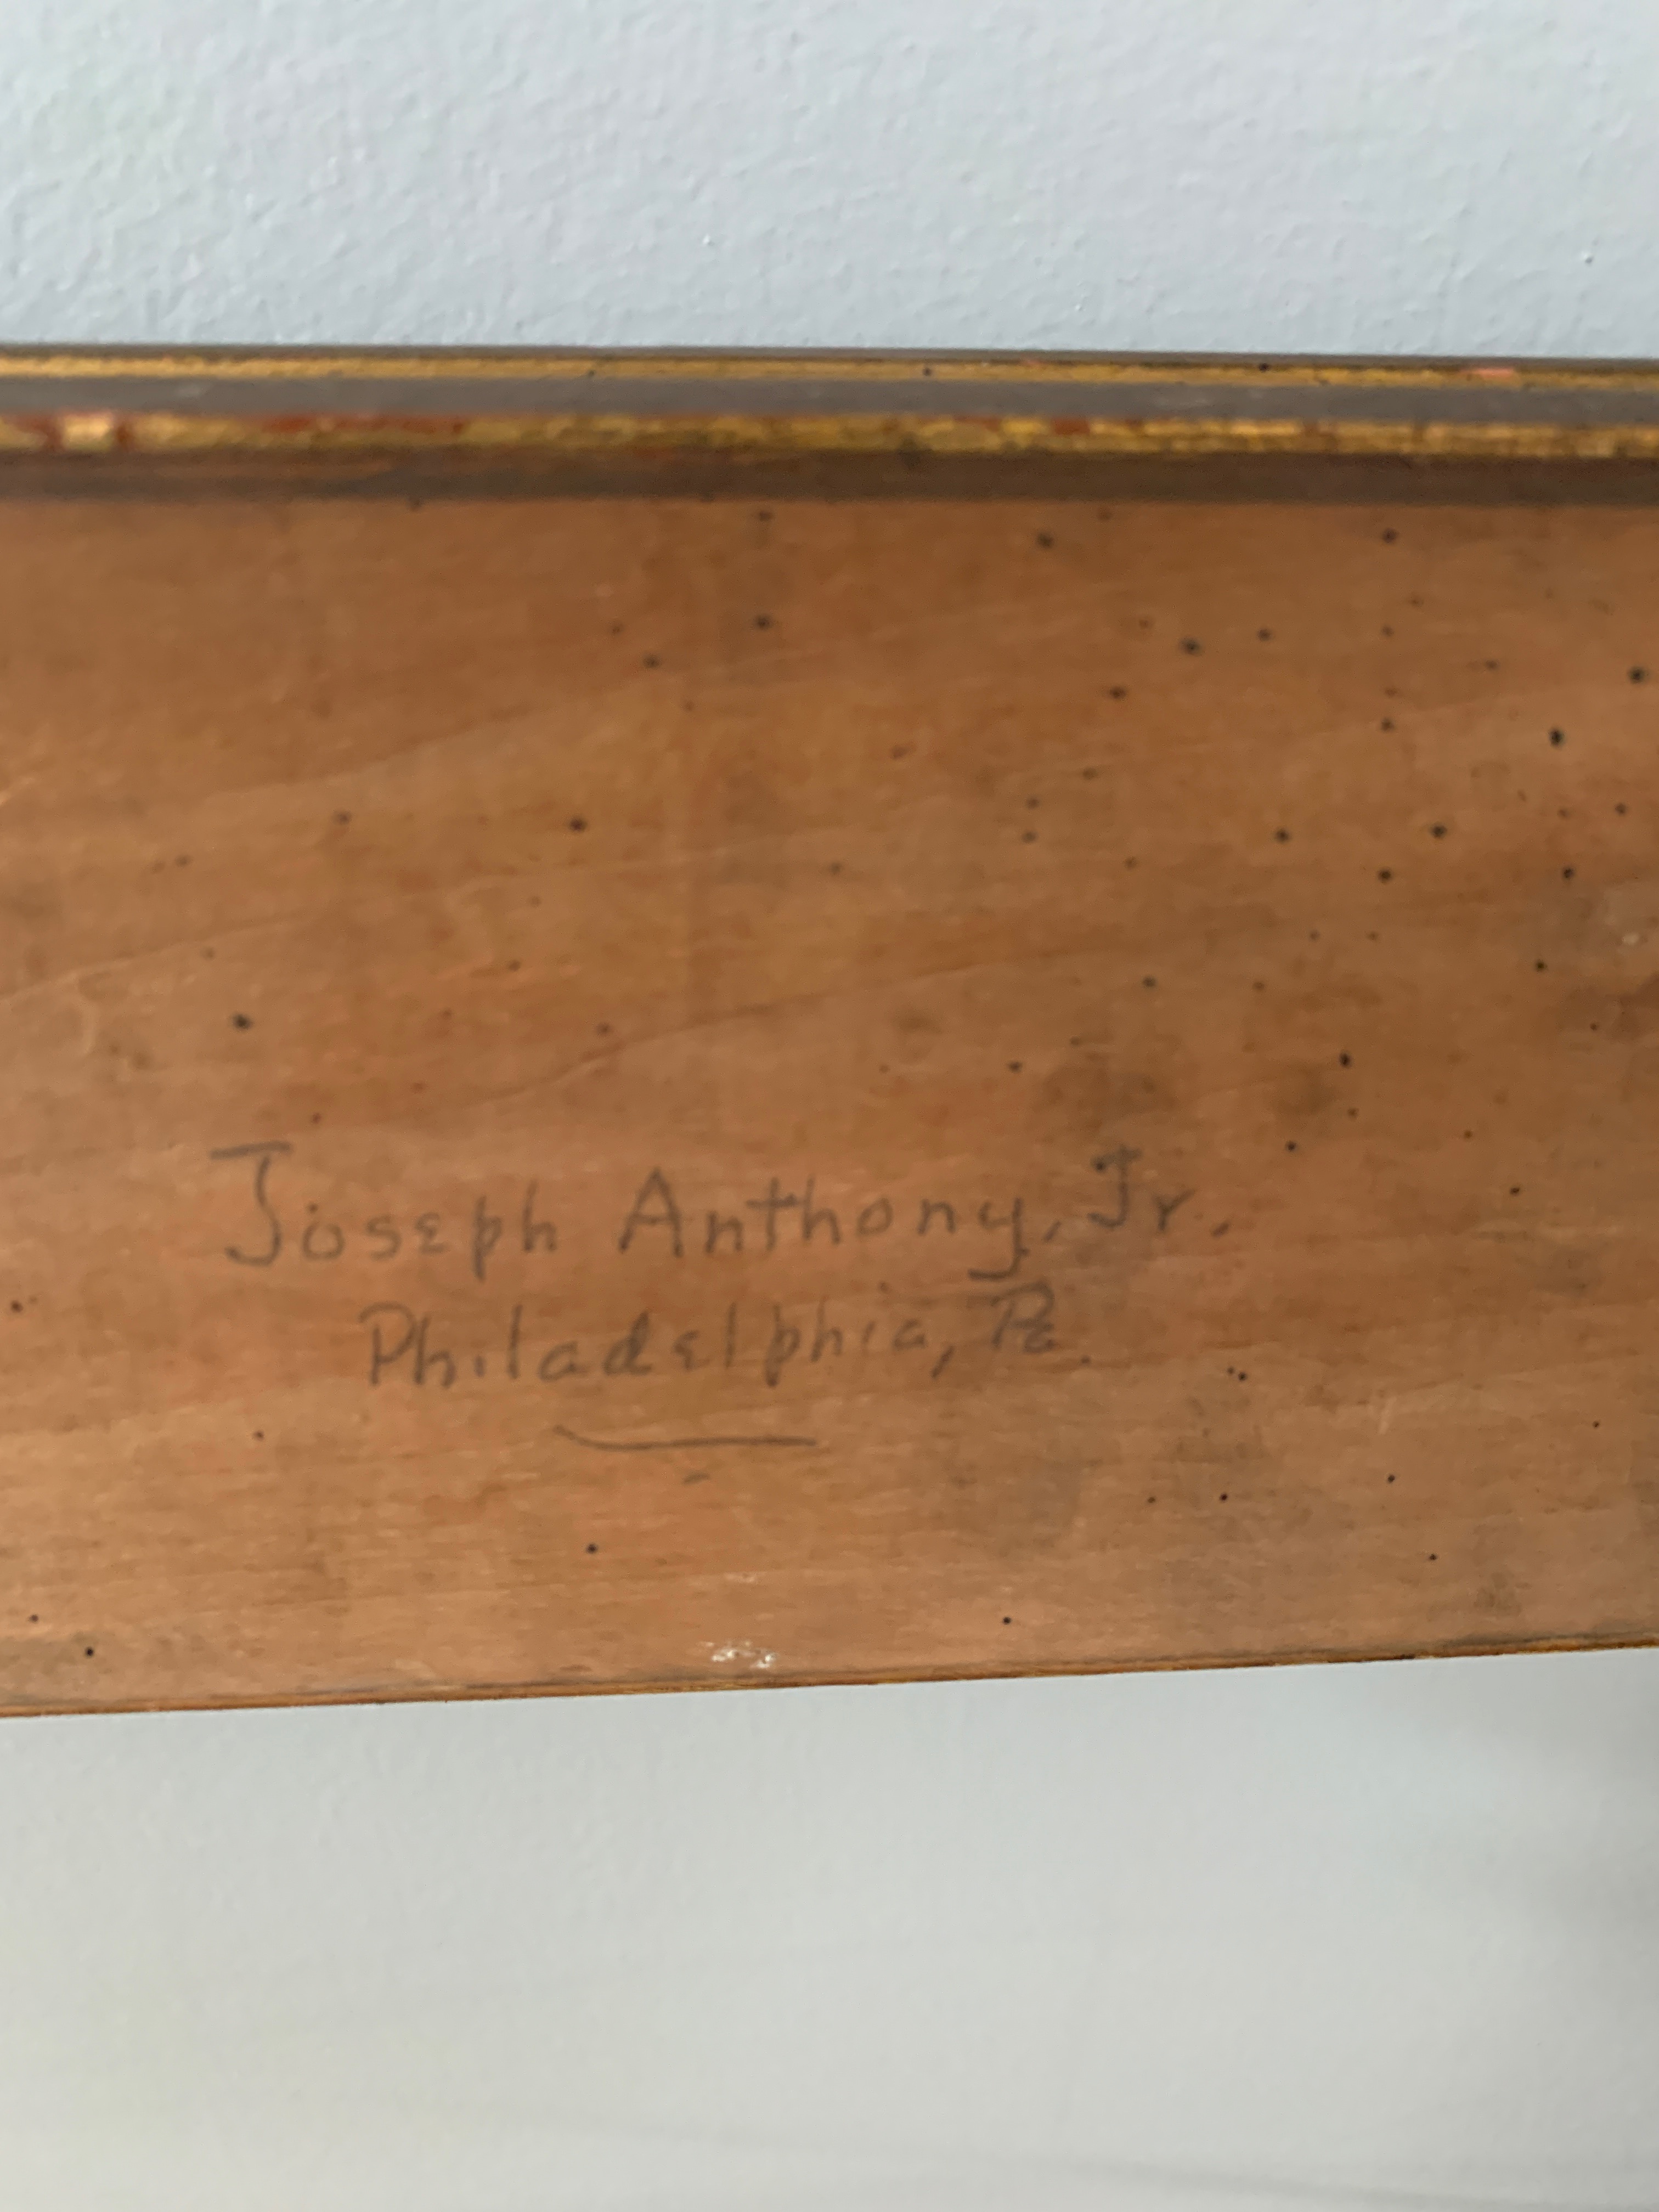 Joseph Anthony, Jr.
Philadelphia, Pa.